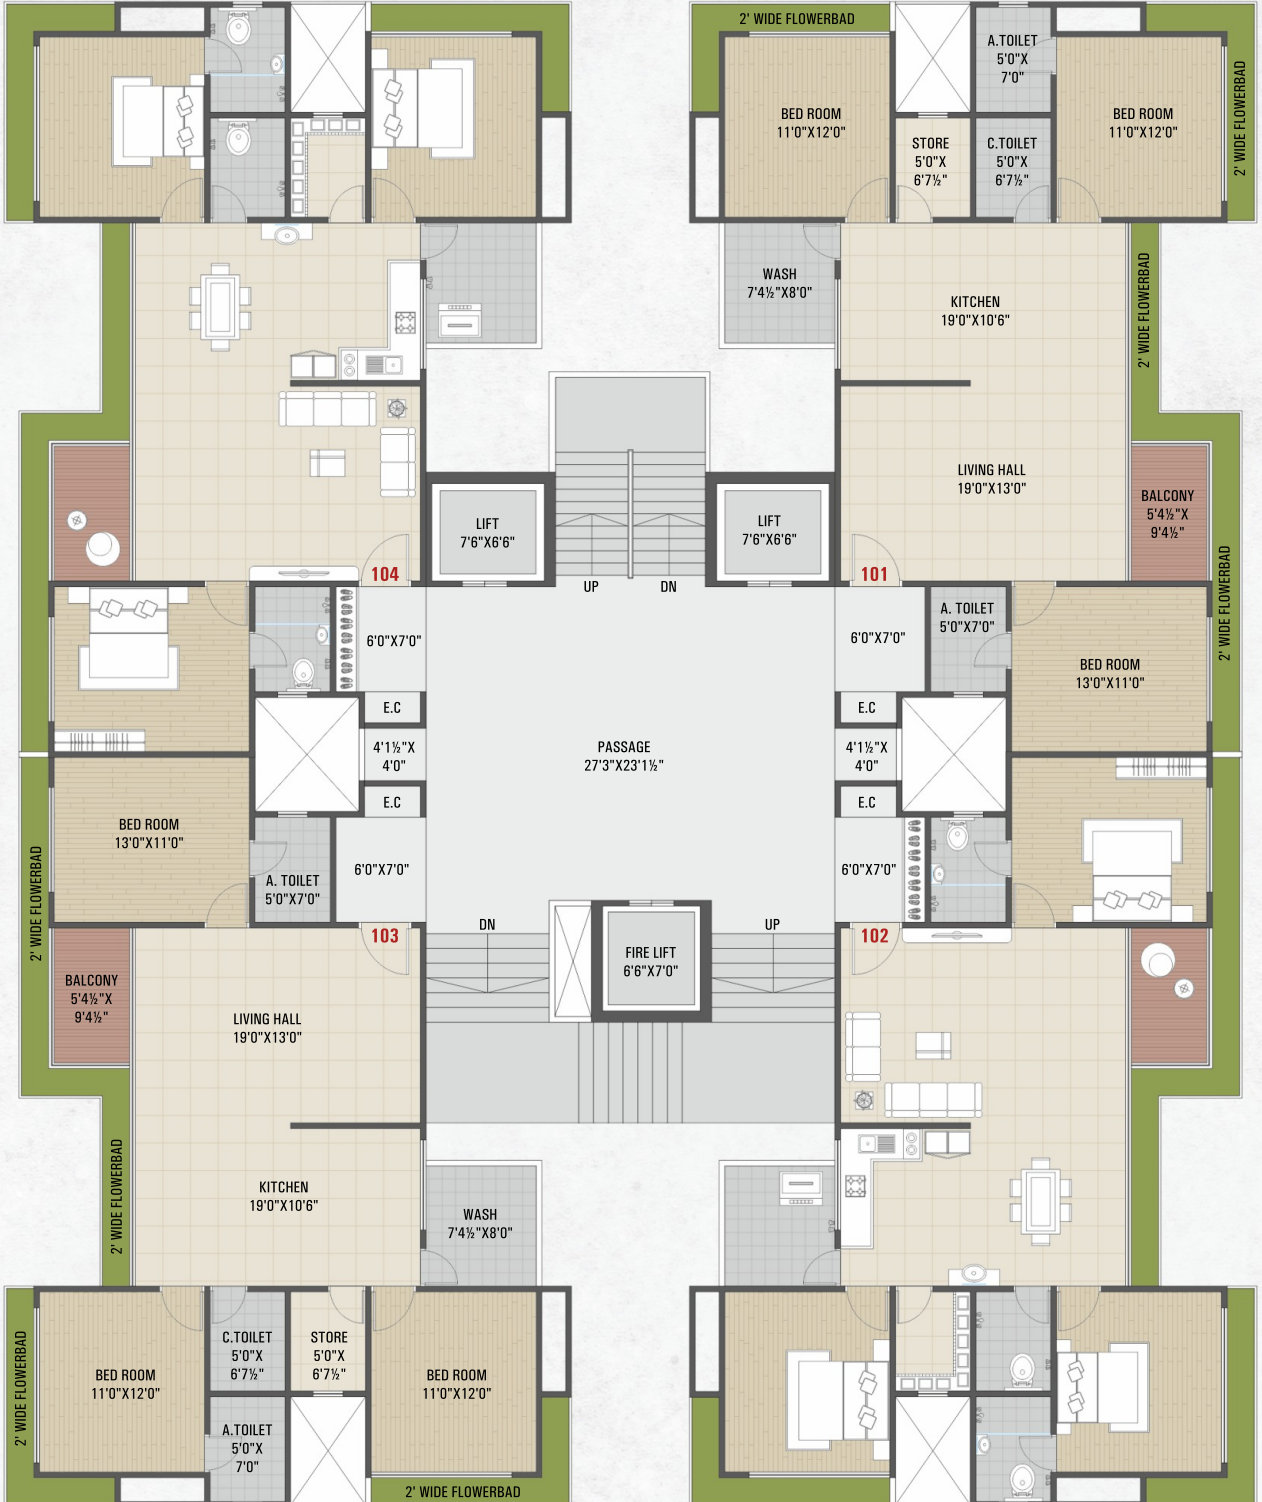 2' WIDE FLOWERBAD
A.TOILET
5'0"X
7'0"
BED ROOM
11'0"X12'0"
BED ROOM
11'0"X12'0"
2' WIDE FLOWERBAD
STORE
5'0"X
6'7½"
C.TOILET
5'0"X
6'7½"
WASH
7'4½"X8'0"
KITCHEN
19'0"X10'6"
2' WIDE FLOWERBAD
LIVING HALL
19'0"X13'0"
BALCONY
5'4½"X
9'4½"
LIFT
7'6"X6'6"
LIFT
7'6"X6'6"
104
UP
DN
101
2' WIDE FLOWERBAD
6'0"X7'0"
6'0"X7'0"
A. TOILET
5'0"X7'0"
BED ROOM
13'0"X11'0"
E.C
E.C
4'1½"X
4'0"
PASSAGE
27'3"X23'1½"
4'1½"X
4'0"
E.C
E.C
BED ROOM
13'0"X11'0"
2' WIDE FLOWERBAD
A. TOILET
5'0"X7'0"
6'0"X7'0"
6'0"X7'0"
103
DN
UP
102
FIRE LIFT
6'6"X7'0"
BALCONY
5'4½"X
9'4½"
LIVING HALL
19'0"X13'0"
2' WIDE FLOWERBAD
KITCHEN
19'0"X10'6"
WASH
7'4½"X8'0"
2' WIDE FLOWERBAD
BED ROOM
11'0"X12'0"
C.TOILET
5'0"X
6'7½"
STORE
5'0"X
6'7½"
BED ROOM
11'0"X12'0"
A.TOILET
5'0"X
7'0"
2' WIDE FLOWERBAD